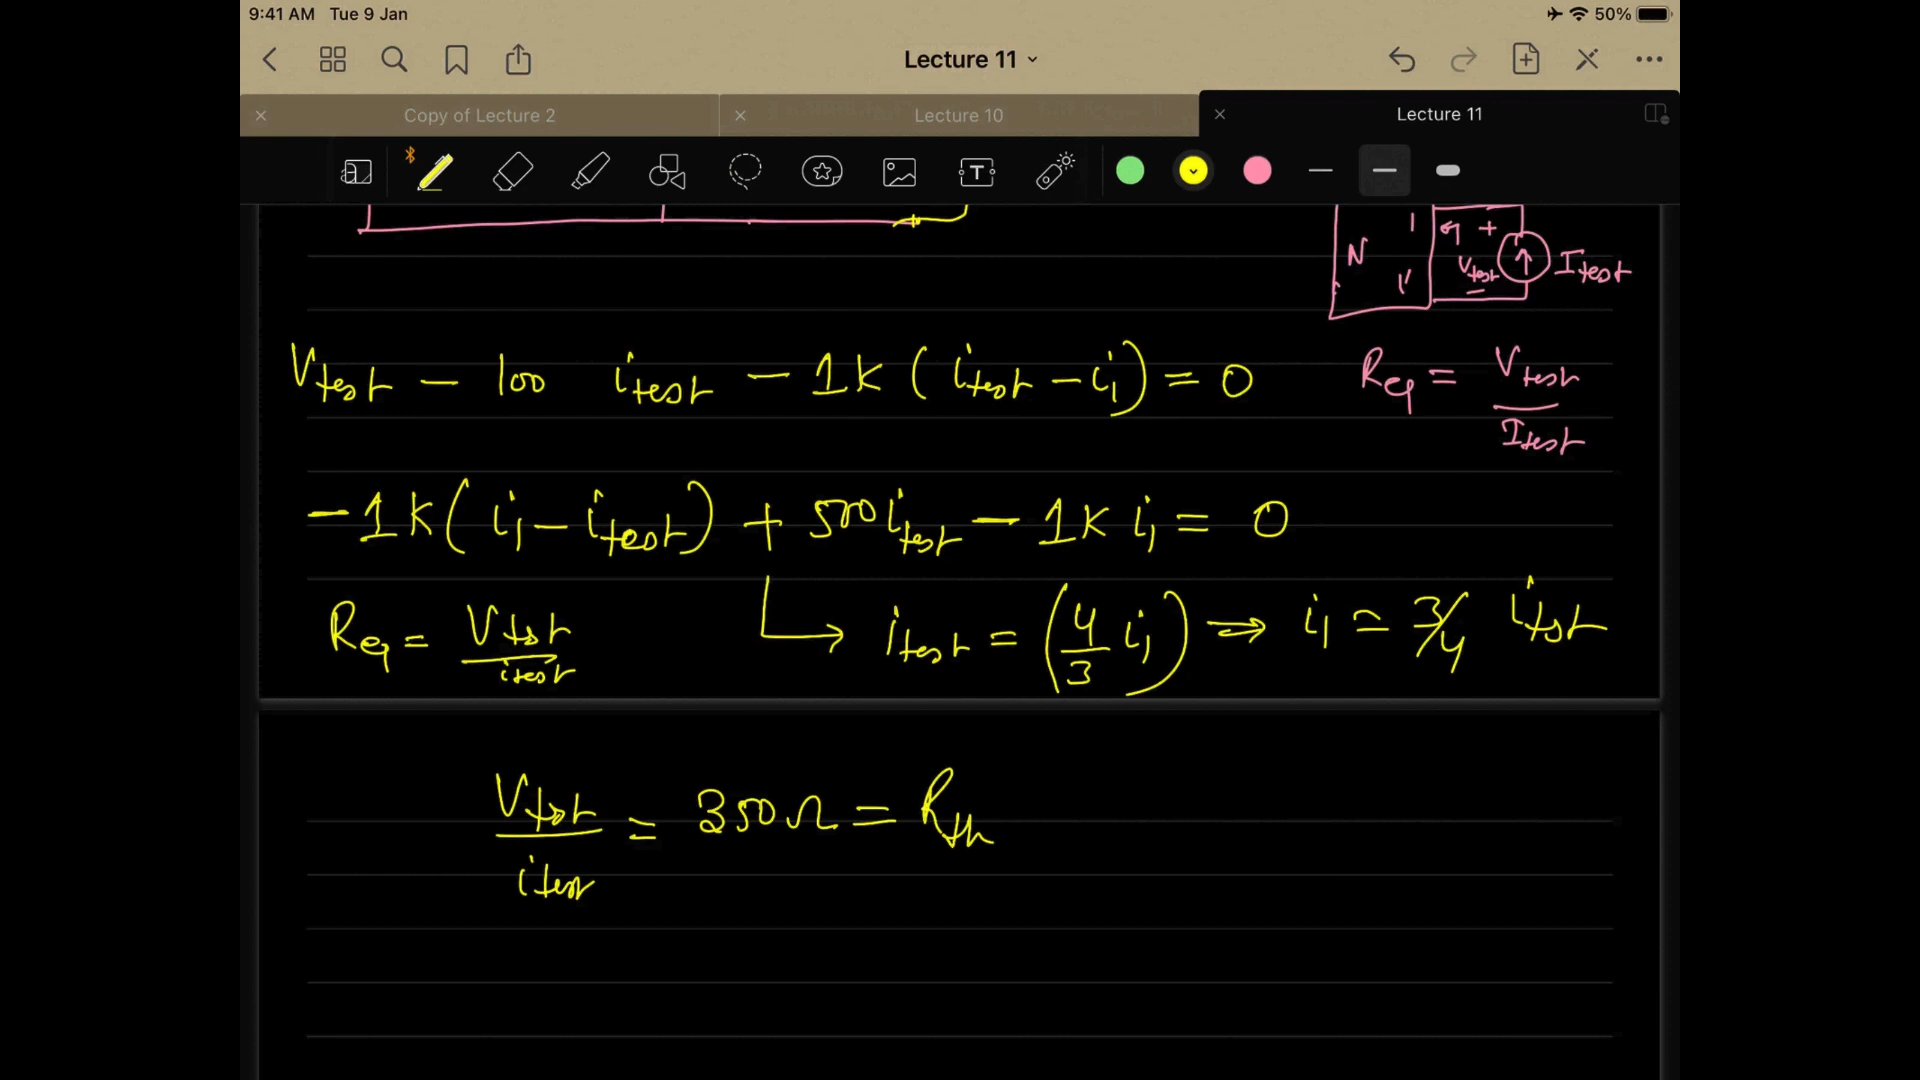 9:41 AM Tue 9 Jan 50%
Lecture 11
Copy of Lecture 2
Lecture 10
Lecture 11
T
N 1 1' + Vtest − Itest
Vtest − 100 itest − 1K ( itest − i1 ) = 0
Req = Vtest / Itest
−1K ( i1 − itest ) + 500 itest − 1K i1 = 0
Req = Vtest / itest
itest = ( 4/3 i1 ) ⇒ i1 = 3/4 itest
Vtest / itest = 350 Ω = Rth